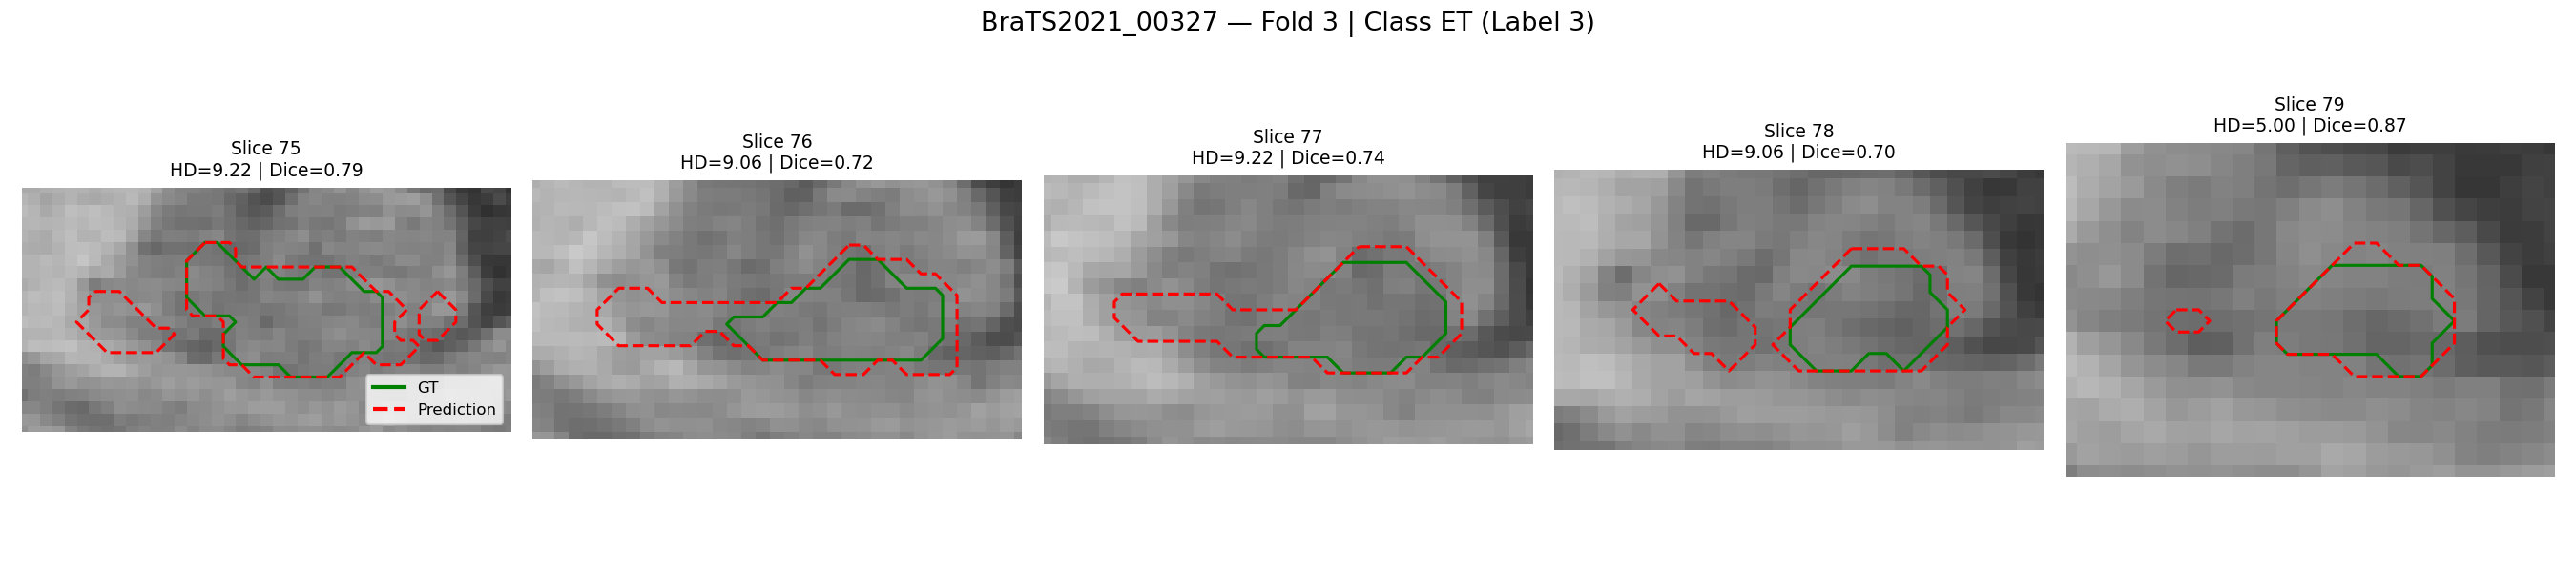 BraTS2021_00327 — Fold 3 | Class ET (Label 3)
Slice 75
HD=9.22 | Dice=0.79
GT
Prediction
Slice 76
HD=9.06 | Dice=0.72
Slice 77
HD=9.22 | Dice=0.74
Slice 78
HD=9.06 | Dice=0.70
Slice 79
HD=5.00 | Dice=0.87